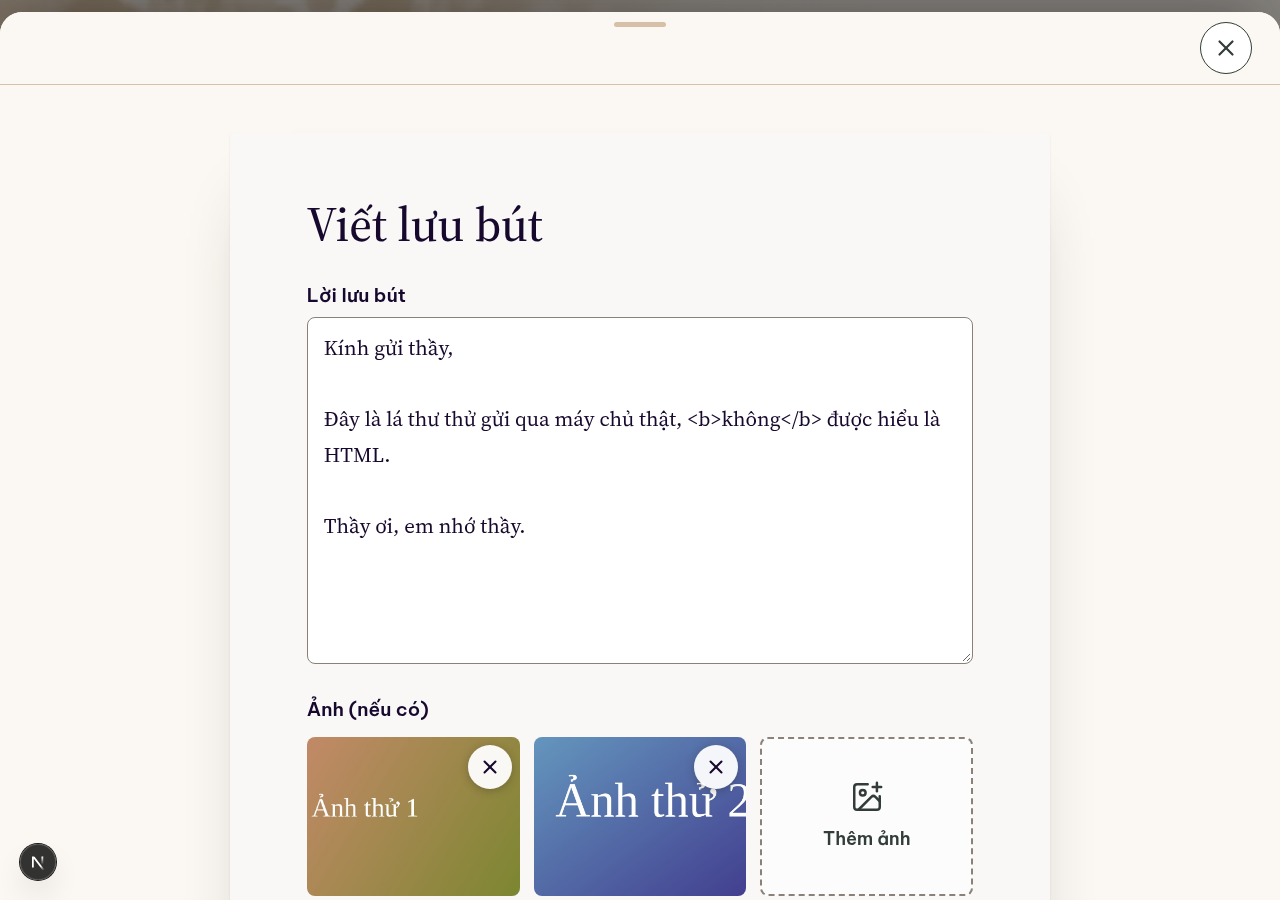 Viết lưu bút
Lời lưu bút
Kính gửi thầy,
Đây là lá thư thử gửi qua máy chủ thật, <b>không</b> được hiểu là
HTML.
Thầy ơi, em nhớ thầy.
Ảnh (nếu có)
Ảnh thử 1
Ảnh thử 2
Thêm ảnh
N